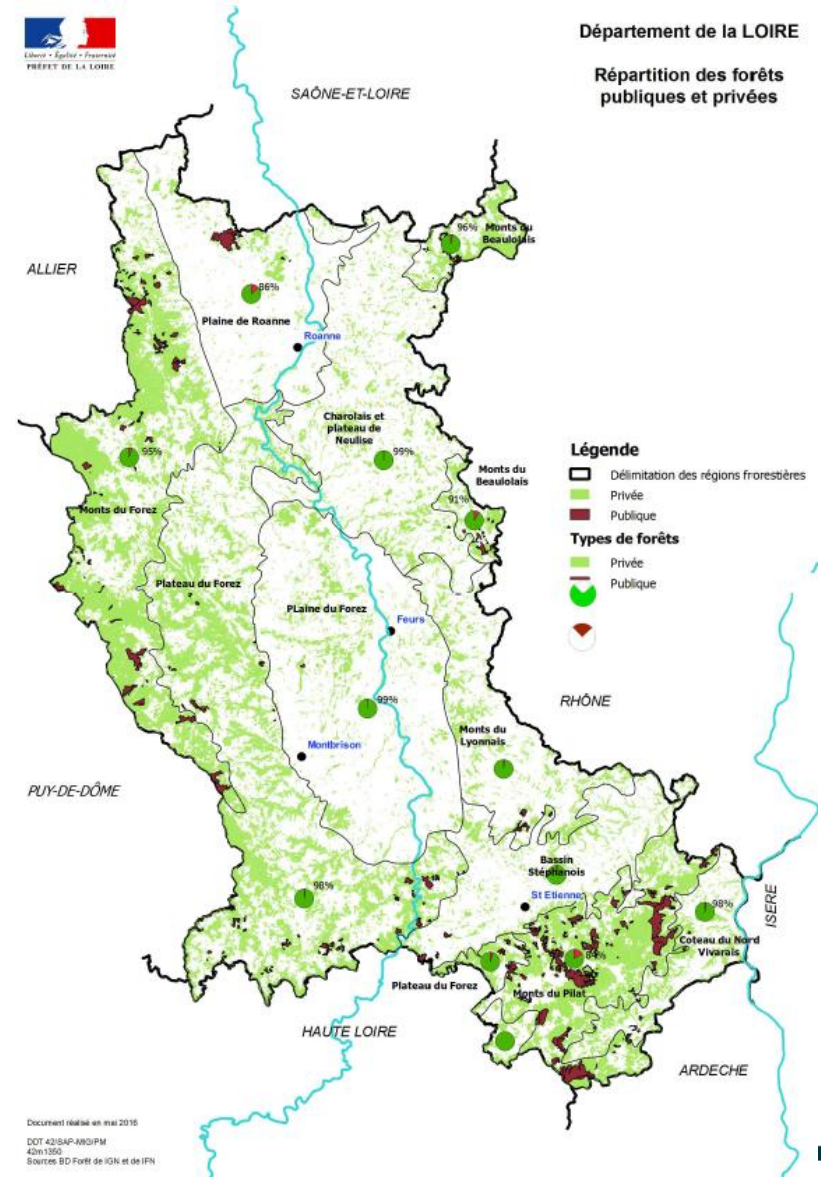 Liberté • Égalité • Fraternité
PRÉFET DE LA LOIRE
Département de la LOIRE
Répartition des forêts
publiques et privées
SAÔNE-ET-LOIRE
ALLIER
96%
Monts du
Beaulolais
86%
Plaine de Roanne
Roanne
Charolais et
plateau de
Neulise
95%
99%
Monts du
Beaulolais
91%
Monts du Forez
Légende
Délimitation des régions frorestières
Privée
Publique
Types de forêts
Privée
Publique
Plateau du Forez
PLaine du Forez
Feurs
99%
RHÔNE
Monts du
Lyonnais
Montbrison
PUY-DE-DÔME
Bassin
Stéphanois
98%
St Etienne
98%
ISERE
Coteau du Nord
Vivarais
84%
Plateau du Forez
Monts du Pilat
HAUTE LOIRE
ARDECHE
Document réalisé en mai 2016
DDT 42/SAP-MIG/PM
42m1350
Sources BD Forêt de IGN et de IFN